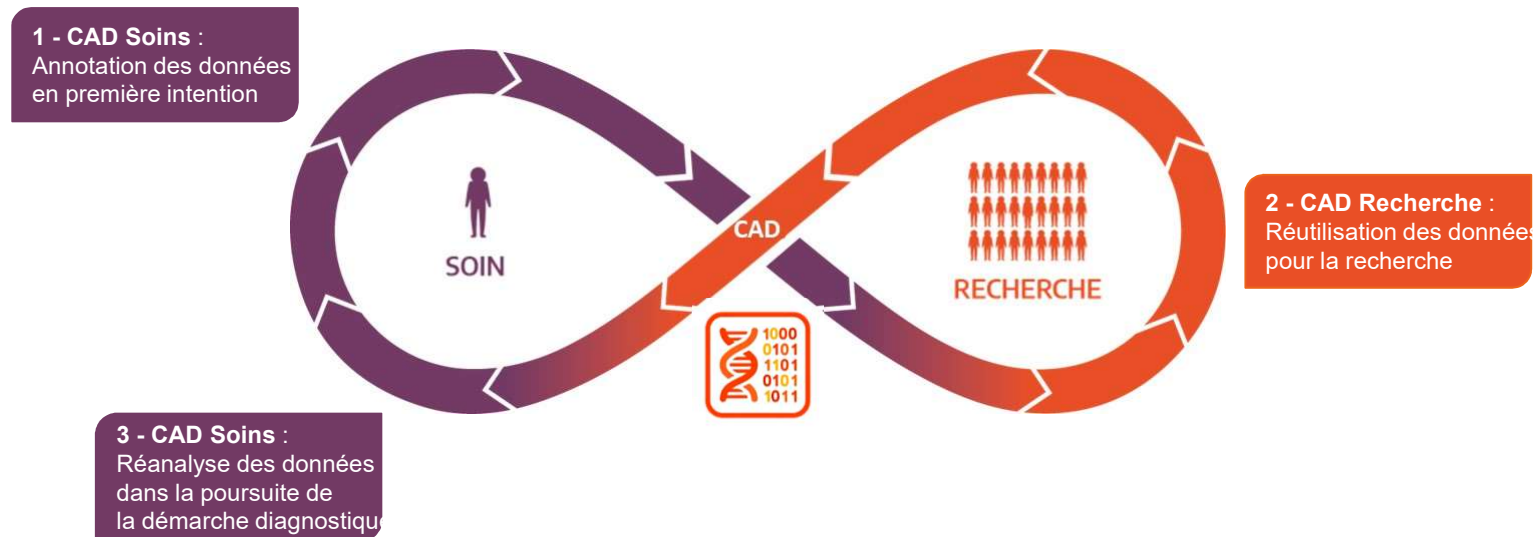 1 - CAD Soins :
Annotation des données
en première intention
SOIN
CAD
RECHERCHE
2 - CAD Recherche :
Réutilisation des données
pour la recherche
1000
0101
1101
0101
1011
3 - CAD Soins :
Réanalyse des données
dans la poursuite de
la démarche diagnostique